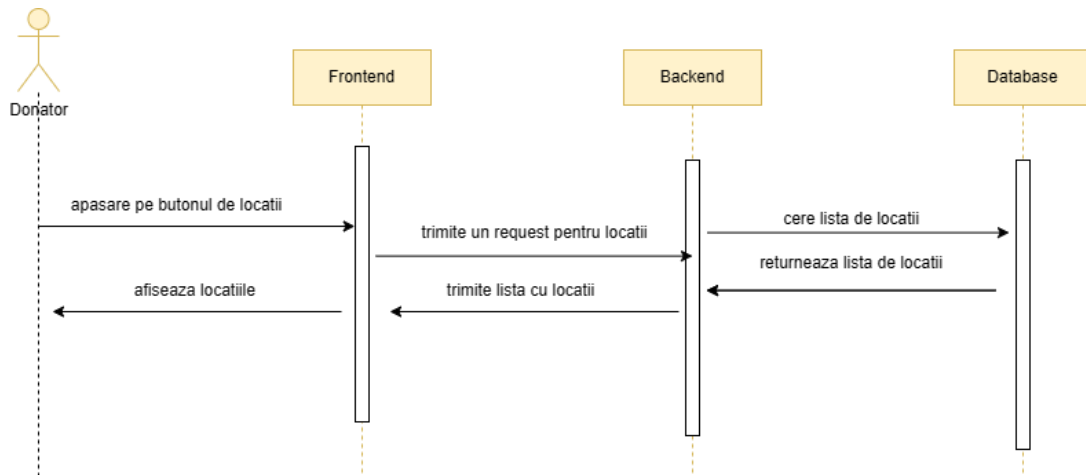 Donator
Frontend
Backend
Database
apasare pe butonul de locatii
trimite un request pentru locatii
cere lista de locatii
returneaza lista de locatii
trimite lista cu locatii
afiseaza locatiile